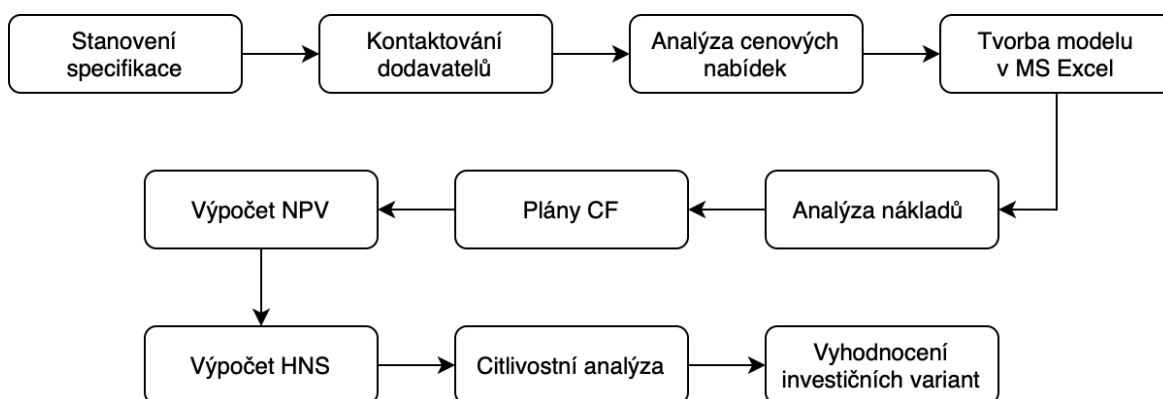 Stanovení
specifikace
Kontaktování
dodavatelů
Analýza cenových
nabídek
Tvorba modelu
v MS Excel
Analýza nákladů
Plány CF
Výpočet NPV
Výpočet HNS
Citlivostní analýza
Vyhodnocení
investičních variant